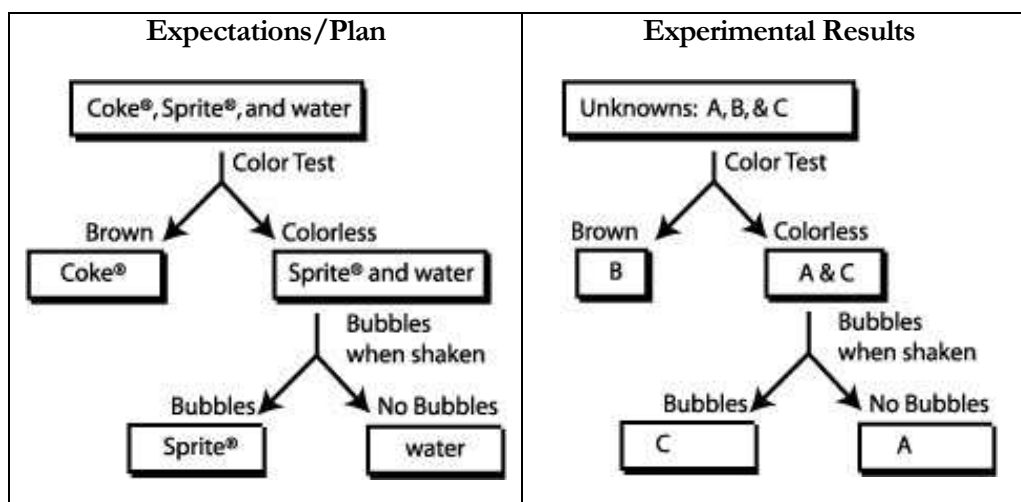 Expectations/Plan
Coke®, Sprite®, and water
Color Test
Brown
Colorless
Coke®
Sprite® and water
Bubbles
when shaken
Bubbles
No Bubbles
Sprite®
water
Experimental Results
Unknowns: A, B, & C
Color Test
Brown
Colorless
B
A & C
Bubbles
when shaken
Bubbles
No Bubbles
C
A